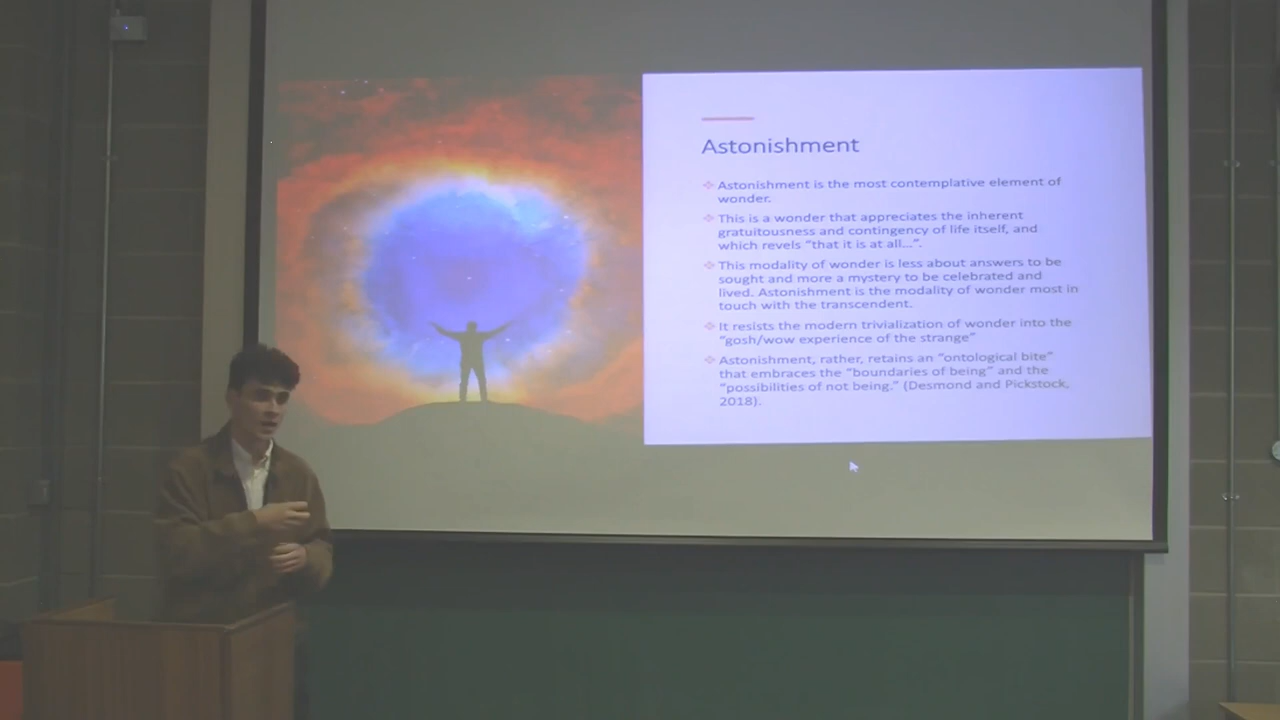 Astonishment
Astonishment is the most contemplative element of
wonder.
This is a wonder that appreciates the inherent
gratuitousness and contingency of life itself, and
which revels “that it is at all…”.
This modality of wonder is less about answers to be
sought and more a mystery to be celebrated and
lived. Astonishment is the modality of wonder most in
touch with the transcendent.
It resists the modern trivialization of wonder into the
“gosh/wow experience of the strange”
Astonishment, rather, retains an “ontological bite”
that embraces the “boundaries of being” and the
“possibilities of not being.” (Desmond and Pickstock,
2018).